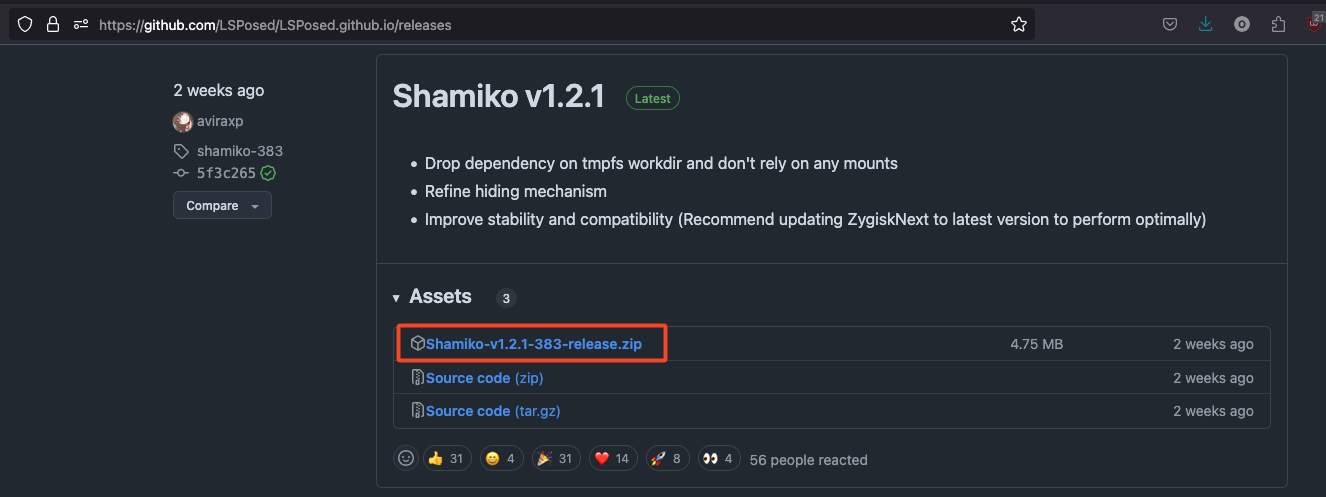 https://github.com/LSPosed/LSPosed.github.io/releases
21
2 weeks ago
aviraxp
shamiko-383
5f3c265
Compare
Shamiko v1.2.1 Latest
• Drop dependency on tmpfs workdir and don't rely on any mounts
• Refine hiding mechanism
• Improve stability and compatibility (Recommend updating ZygiskNext to latest version to perform optimally)
Assets 3
Shamiko-v1.2.1-383-release.zip 4.75 MB 2 weeks ago
Source code (zip) 2 weeks ago
Source code (tar.gz) 2 weeks ago
👍 31 😄 4 🎉 31 ❤️ 14 🚀 8 👀 4 56 people reacted